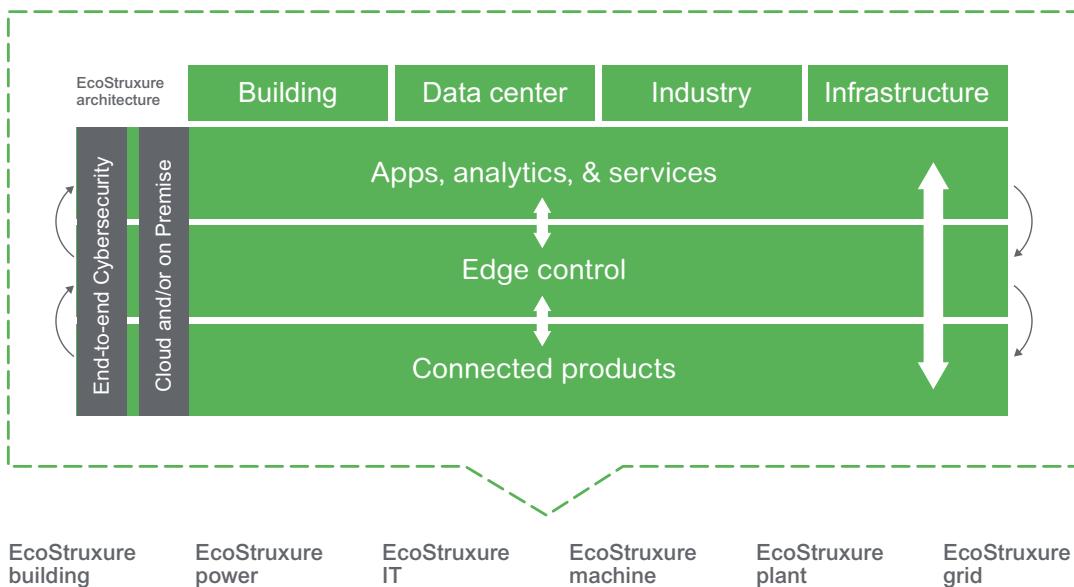 EcoStruxure
architecture
Building
Data center
Industry
Infrastructure
End-to-end Cybersecurity
Cloud and/or on Premise
Apps, analytics, & services
Edge control
Connected products
EcoStruxure
building
EcoStruxure
power
EcoStruxure
IT
EcoStruxure
machine
EcoStruxure
plant
EcoStruxure
grid